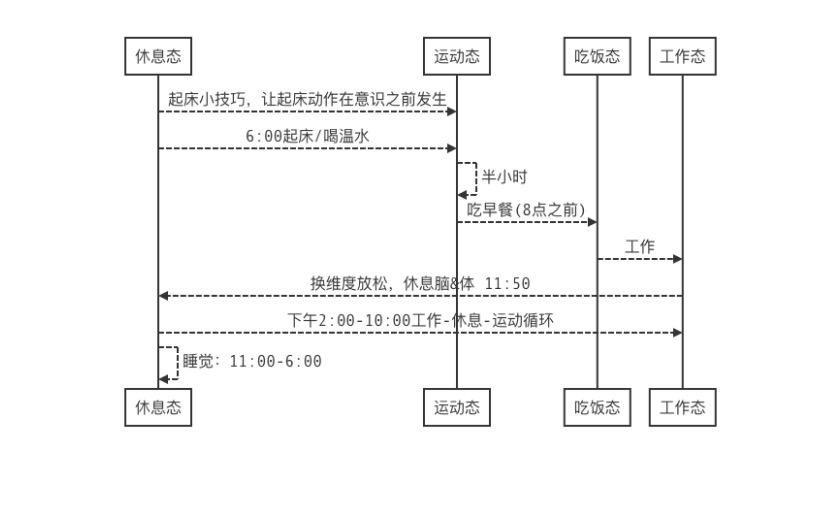 休息态
运动态
吃饭态
工作态
起床小技巧，让起床动作在意识之前发生
6:00起床/喝温水
半小时
吃早餐(8点之前)
工作
换维度放松，休息脑&体 11:50
下午2:00-10:00工作-休息-运动循环
睡觉：11:00-6:00
休息态
运动态
吃饭态
工作态